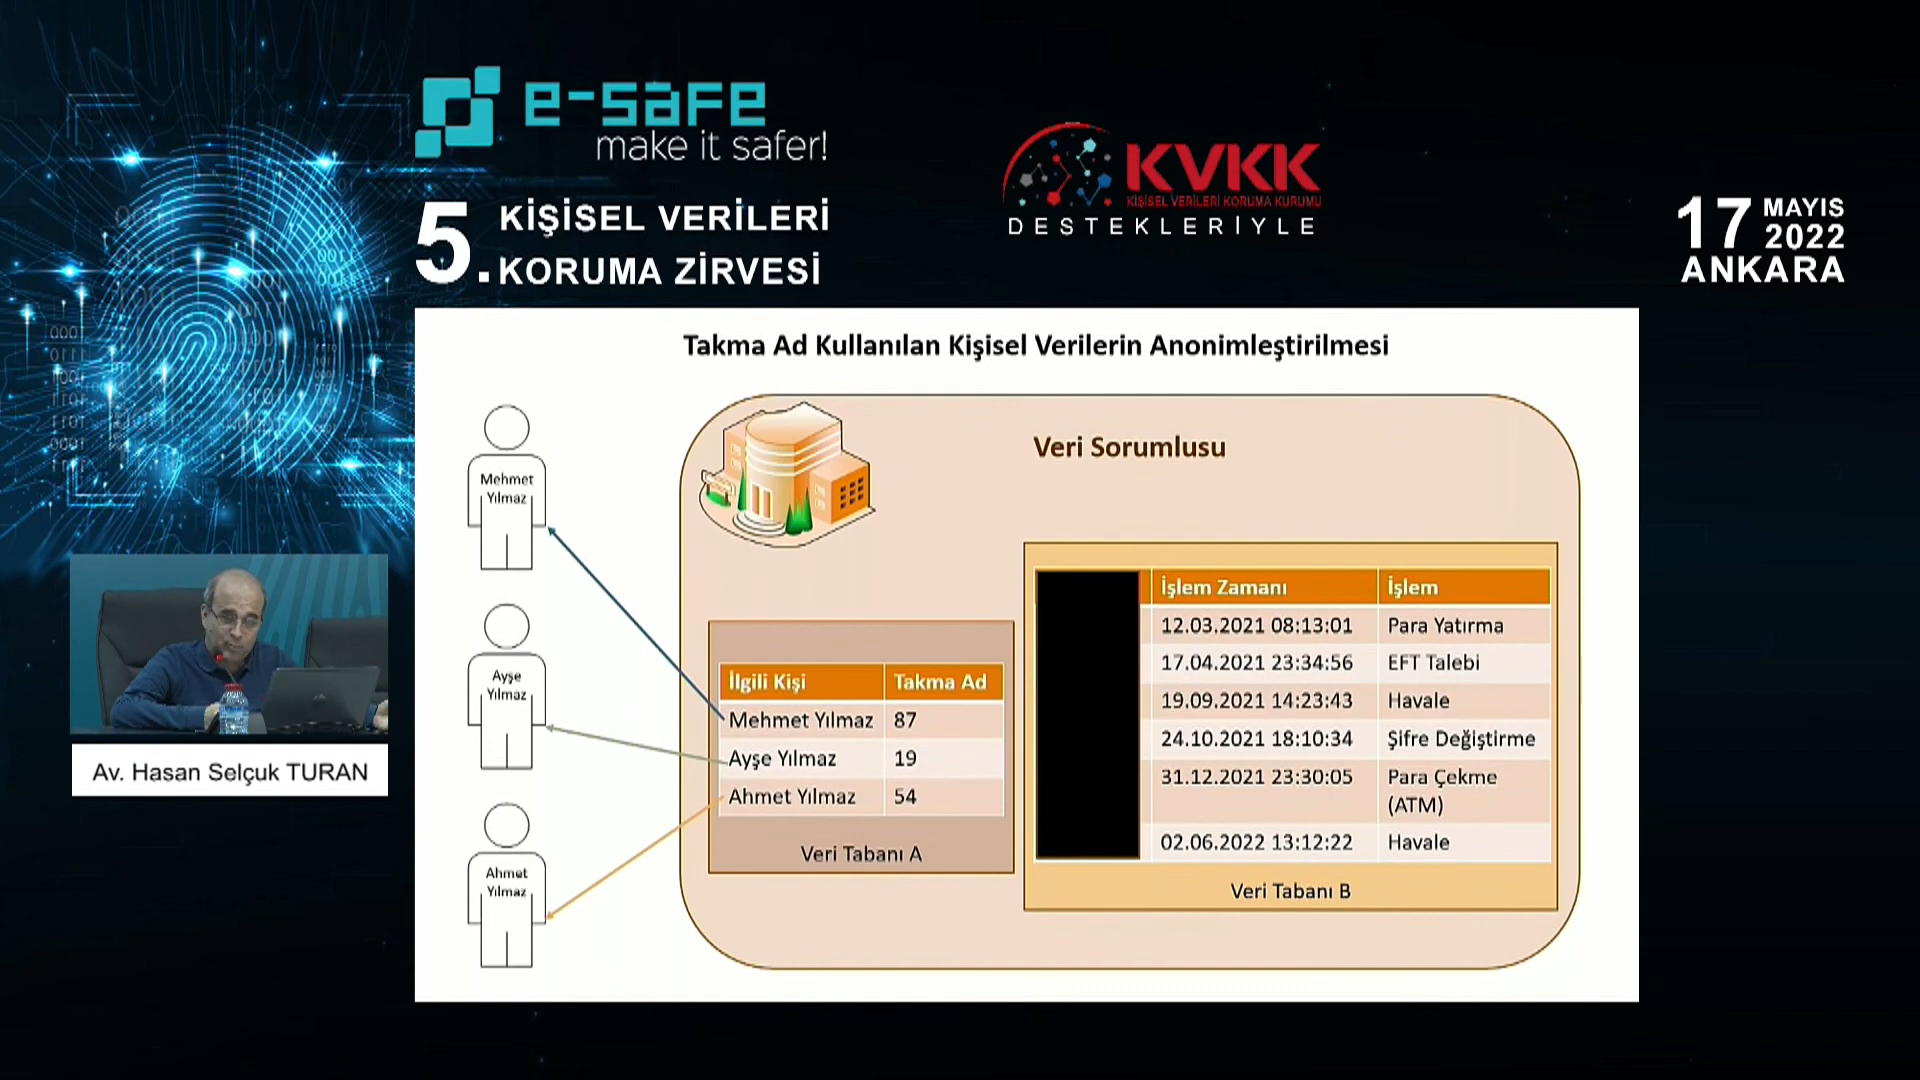 e-safe
make it safer!
5. KİŞİSEL VERİLERİ
KORUMA ZİRVESİ
KVKK
KİŞİSEL VERİLERİ KORUMA KURUMU
DESTEKLERİYLE
17 MAYIS
2022
ANKARA
Takma Ad Kullanılan Kişisel Verilerin Anonimleştirilmesi
Veri Sorumlusu
Mehmet
Yılmaz
Ayşe
Yılmaz
Ahmet
Yılmaz
İlgili Kişi Takma Ad
Mehmet Yılmaz 87
Ayşe Yılmaz 19
Ahmet Yılmaz 54
Veri Tabanı A
İşlem Zamanı İşlem
12.03.2021 08:13:01 Para Yatırma
17.04.2021 23:34:56 EFT Talebi
19.09.2021 14:23:43 Havale
24.10.2021 18:10:34 Şifre Değiştirme
31.12.2021 23:30:05 Para Çekme
(ATM)
02.06.2022 13:12:22 Havale
Veri Tabanı B
Av. Hasan Selçuk TURAN